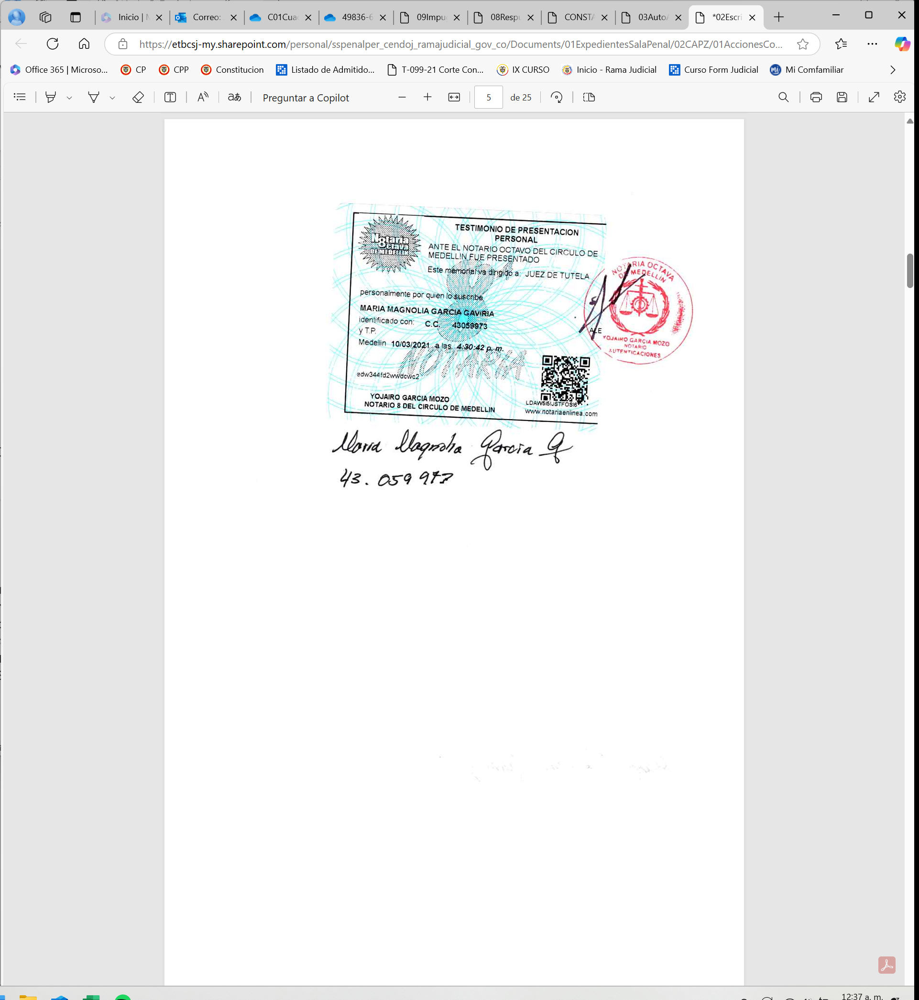 Inicio | N
Correo:
C01Cua
49836-6
09Impu
08Respu
CONSTA
03AutoA
*02Escri
https://etbcsj-my.sharepoint.com/personal/sspenalper_cendoj_ramajudicial_gov_co/Documents/01ExpedientesSalaPenal/02CAPZ/01AccionesCo...
Office 365 | Microso...
CP
CPP
Constitucion
Listado de Admitido...
T-099-21 Corte Con...
IX CURSO
Inicio - Rama Judicial
Curso Form Judicial
Mi Comfamiliar
Preguntar a Copilot
5
de 25
Notaria
Octava
DE MEDELLIN
TESTIMONIO DE PRESENTACION
PERSONAL
ANTE EL NOTARIO OCTAVO DEL CIRCULO DE
MEDELLIN FUE PRESENTADO
Este memorial va dirigido a: JUEZ DE TUTELA
personalmente por quien lo suscribe
MARIA MAGNOLIA GARCIA GAVIRIA
identificado con: C.C. 43059973
y T.P.
Medellin 10/03/2021 a las 4:30:42 p. m.
NOTARIA
edw344fd2wwdcwc2
YOJAIRO GARCIA MOZO
NOTARIO 8 DEL CIRCULO DE MEDELLIN
LDAW5I5IJSTFOSI6
www.notariaenlinea.com
NOTARIA OCTAVA
DE MEDELLIN
ALE
YOJAIRO GARCIA MOZO
NOTARIO
AUTENTICACIONES
Maria Magnolia Garcia G
43.059 973
12:37 a. m.